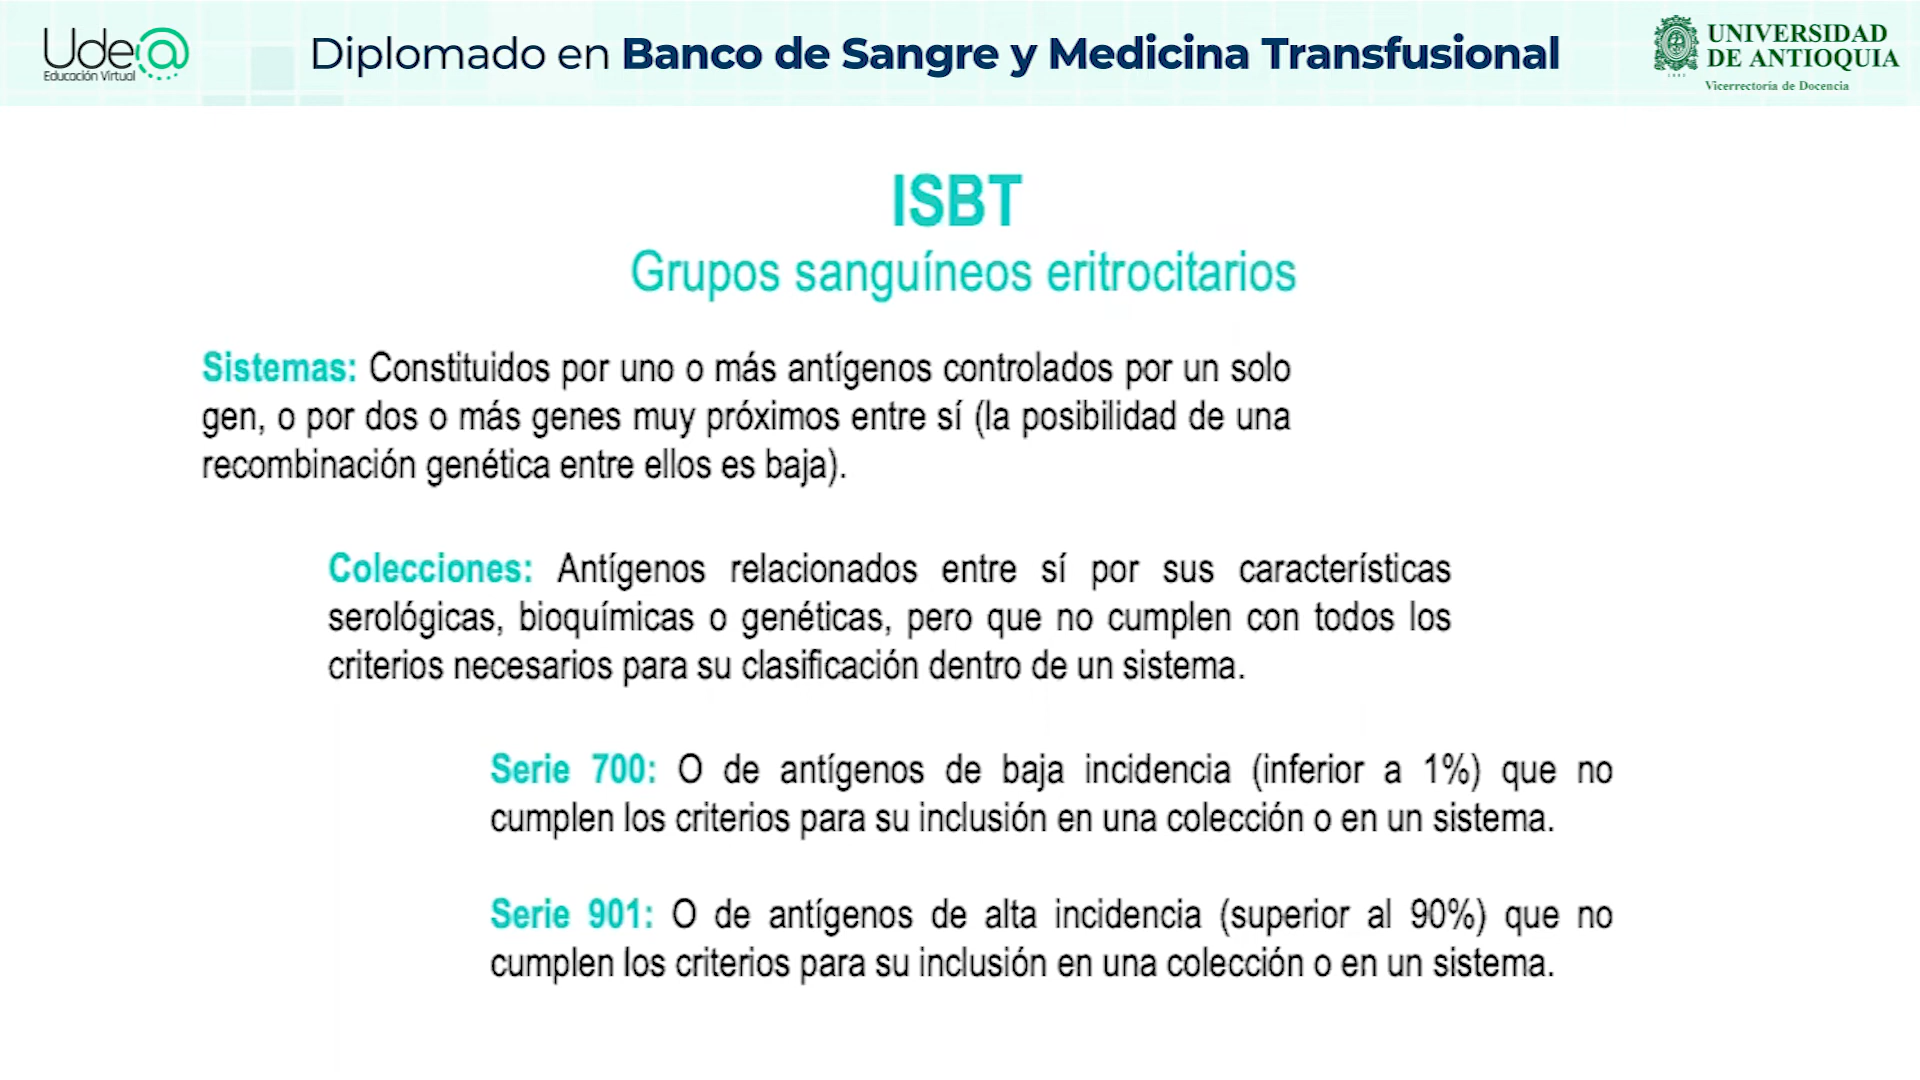 Ude@
Educación Virtual
Diplomado en Banco de Sangre y Medicina Transfusional
UNIVERSIDAD
DE ANTIOQUIA
Vicerrectoría de Docencia
1803
ISBT
Grupos sanguíneos eritrocitarios
Sistemas: Constituidos por uno o más antígenos controlados por un solo
gen, o por dos o más genes muy próximos entre sí (la posibilidad de una
recombinación genética entre ellos es baja).
Colecciones: Antígenos relacionados entre sí por sus características
serológicas, bioquímicas o genéticas, pero que no cumplen con todos los
criterios necesarios para su clasificación dentro de un sistema.
Serie 700: O de antígenos de baja incidencia (inferior a 1%) que no
cumplen los criterios para su inclusión en una colección o en un sistema.
Serie 901: O de antígenos de alta incidencia (superior al 90%) que no
cumplen los criterios para su inclusión en una colección o en un sistema.